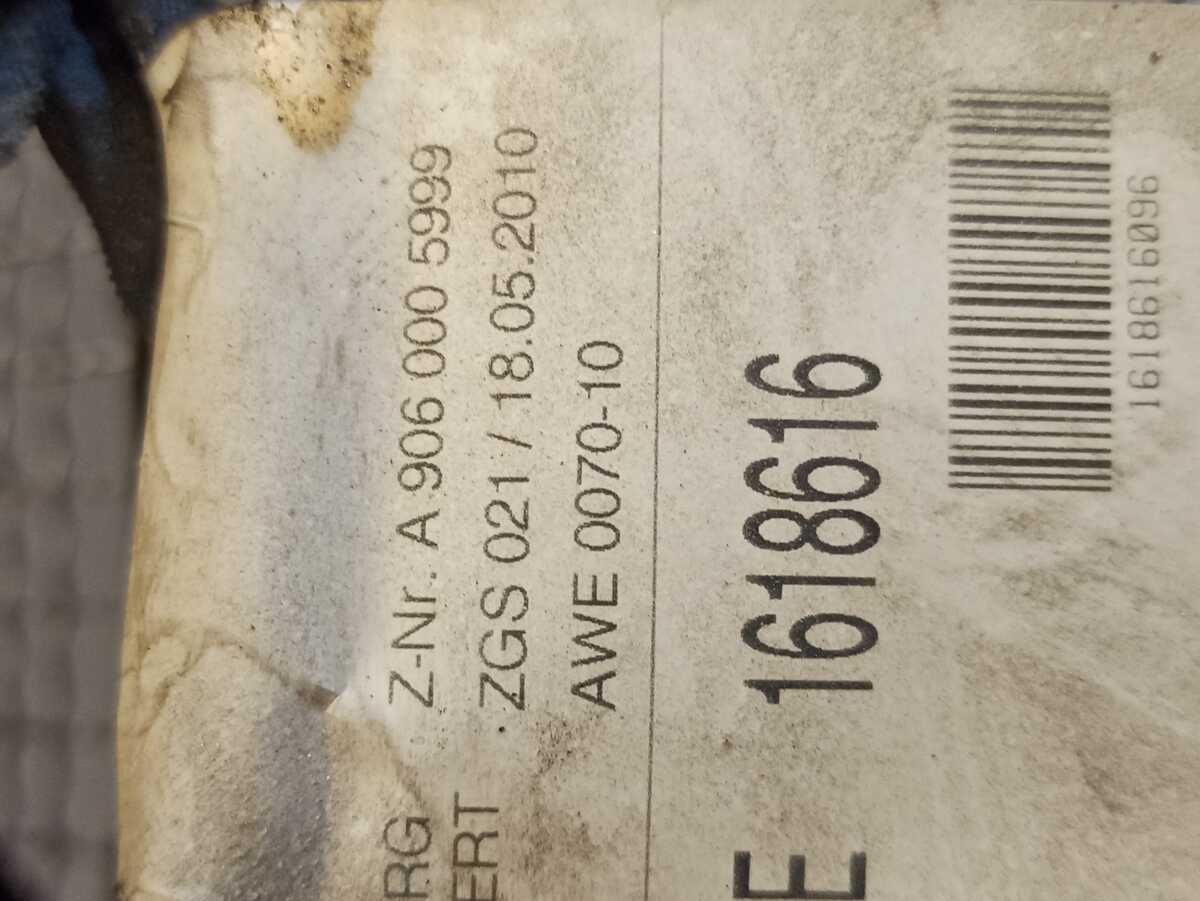 RG Z-Nr. A 906 000 5999
ERT ZGS 021 / 18.05.2010
AWE 0070-10
E 1618616
1618616096